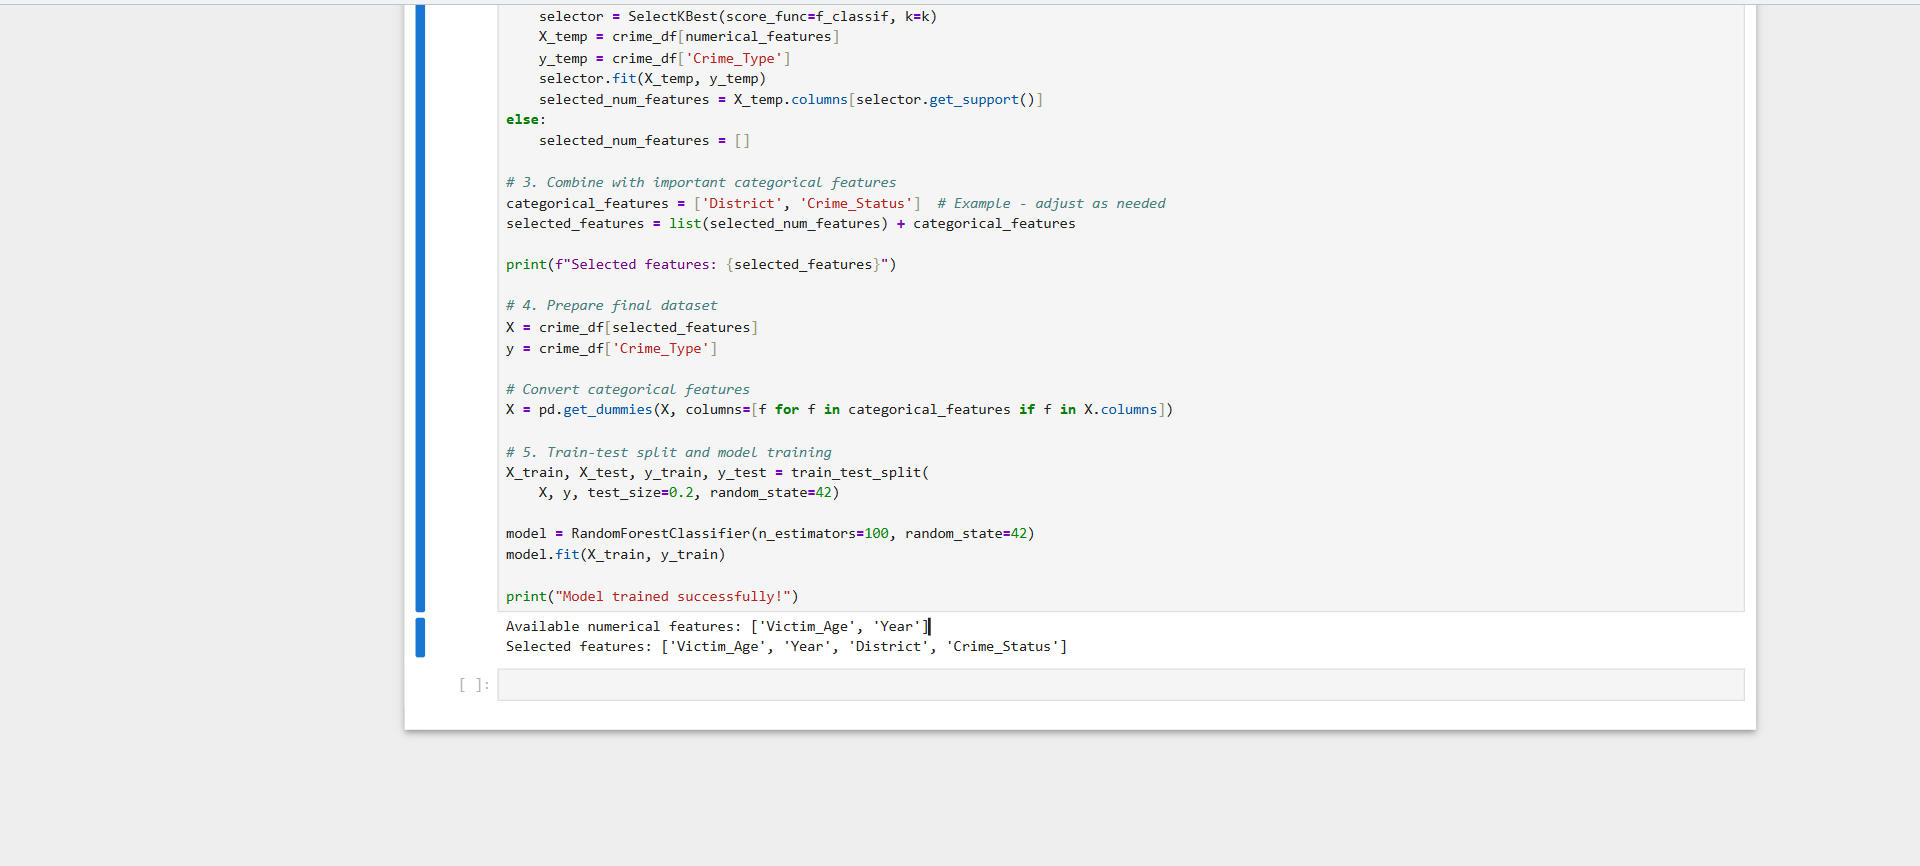 selector = SelectKBest(score_func=f_classif, k=k)
    X_temp = crime_df[numerical_features]
    y_temp = crime_df['Crime_Type']
    selector.fit(X_temp, y_temp)
    selected_num_features = X_temp.columns[selector.get_support()]
else:
    selected_num_features = []
# 3. Combine with important categorical features
categorical_features = ['District', 'Crime_Status']  # Example - adjust as needed
selected_features = list(selected_num_features) + categorical_features
print(f"Selected features: {selected_features}")
# 4. Prepare final dataset
X = crime_df[selected_features]
y = crime_df['Crime_Type']
# Convert categorical features
X = pd.get_dummies(X, columns=[f for f in categorical_features if f in X.columns])
# 5. Train-test split and model training
X_train, X_test, y_train, y_test = train_test_split(
    X, y, test_size=0.2, random_state=42)
model = RandomForestClassifier(n_estimators=100, random_state=42)
model.fit(X_train, y_train)
print("Model trained successfully!")
Available numerical features: ['Victim_Age', 'Year']
Selected features: ['Victim_Age', 'Year', 'District', 'Crime_Status']
[ ]: